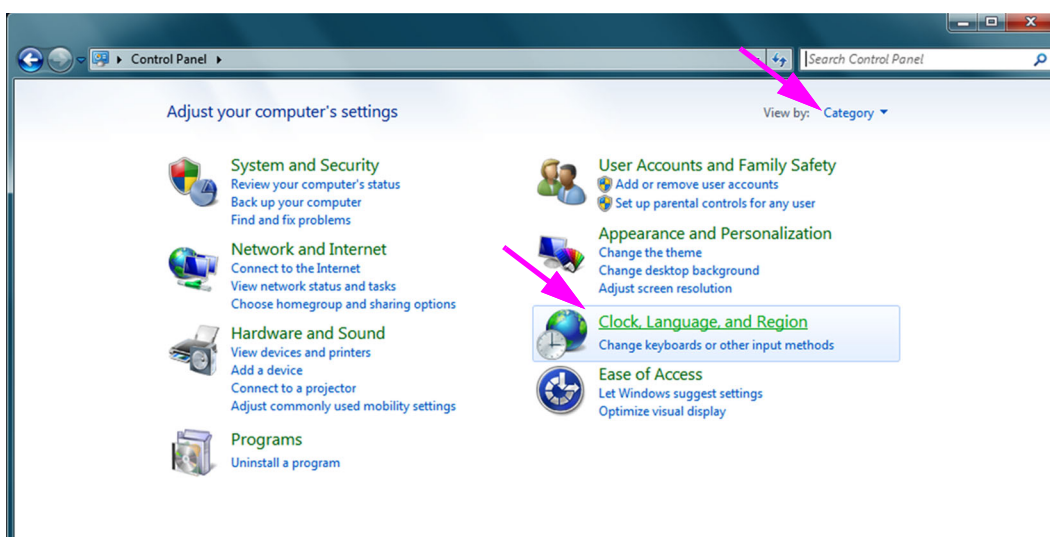 Control Panel
Search Control Panel
Adjust your computer's settings
View by: Category
System and Security
Review your computer's status
Back up your computer
Find and fix problems
Network and Internet
Connect to the Internet
View network status and tasks
Choose homegroup and sharing options
Hardware and Sound
View devices and printers
Add a device
Connect to a projector
Adjust commonly used mobility settings
Programs
Uninstall a program
User Accounts and Family Safety
Add or remove user accounts
Set up parental controls for any user
Appearance and Personalization
Change the theme
Change desktop background
Adjust screen resolution
Clock, Language, and Region
Change keyboards or other input methods
Ease of Access
Let Windows suggest settings
Optimize visual display